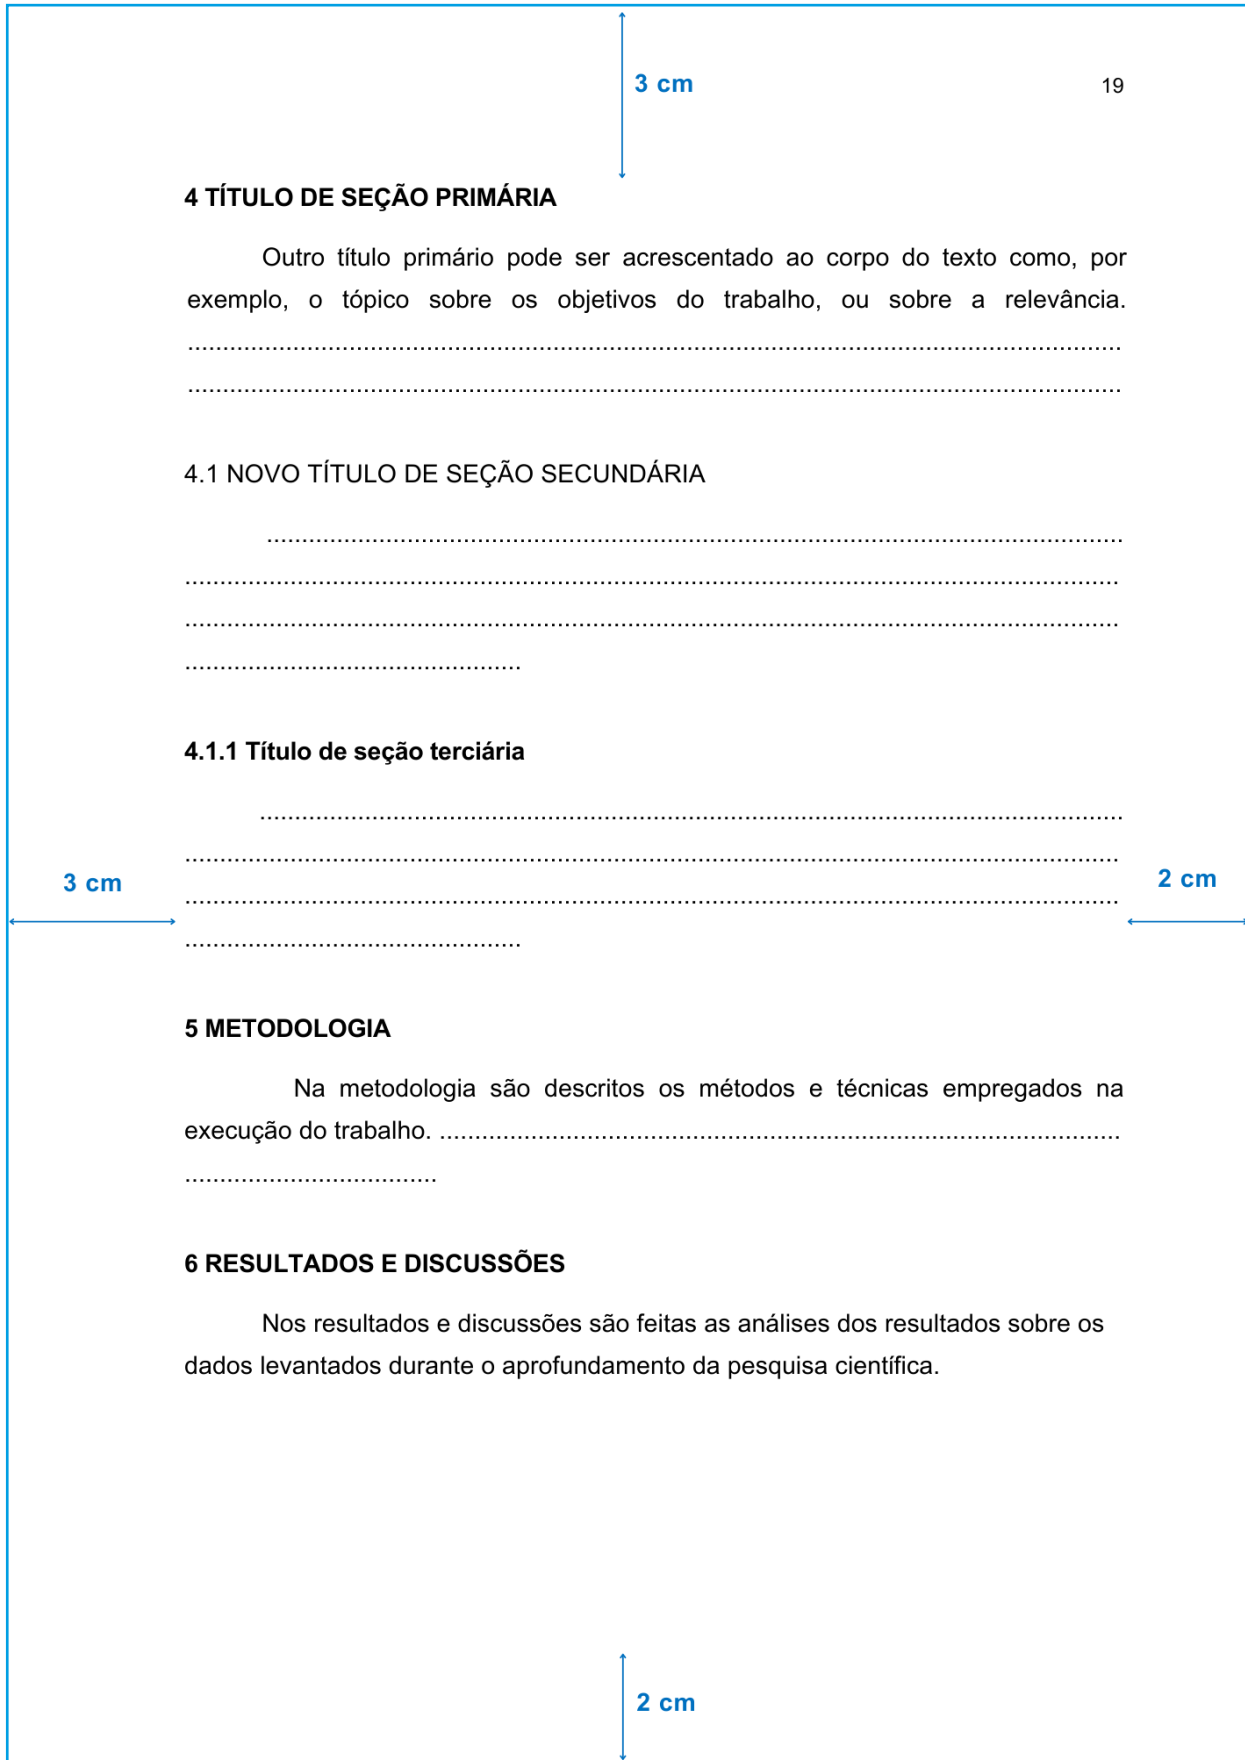 3 cm
19
4 TÍTULO DE SEÇÃO PRIMÁRIA
Outro título primário pode ser acrescentado ao corpo do texto como, por
exemplo, o tópico sobre os objetivos do trabalho, ou sobre a relevância.
.....................................................................................................................................
.....................................................................................................................................
4.1 NOVO TÍTULO DE SEÇÃO SECUNDÁRIA
..........................................................................................................................
.....................................................................................................................................
.....................................................................................................................................
................................................
4.1.1 Título de seção terciária
...........................................................................................................................
.....................................................................................................................................
3 cm
2 cm
.....................................................................................................................................
................................................
5 METODOLOGIA
Na metodologia são descritos os métodos e técnicas empregados na
execução do trabalho. .................................................................................................
....................................
6 RESULTADOS E DISCUSSÕES
Nos resultados e discussões são feitas as análises dos resultados sobre os
dados levantados durante o aprofundamento da pesquisa científica.
2 cm